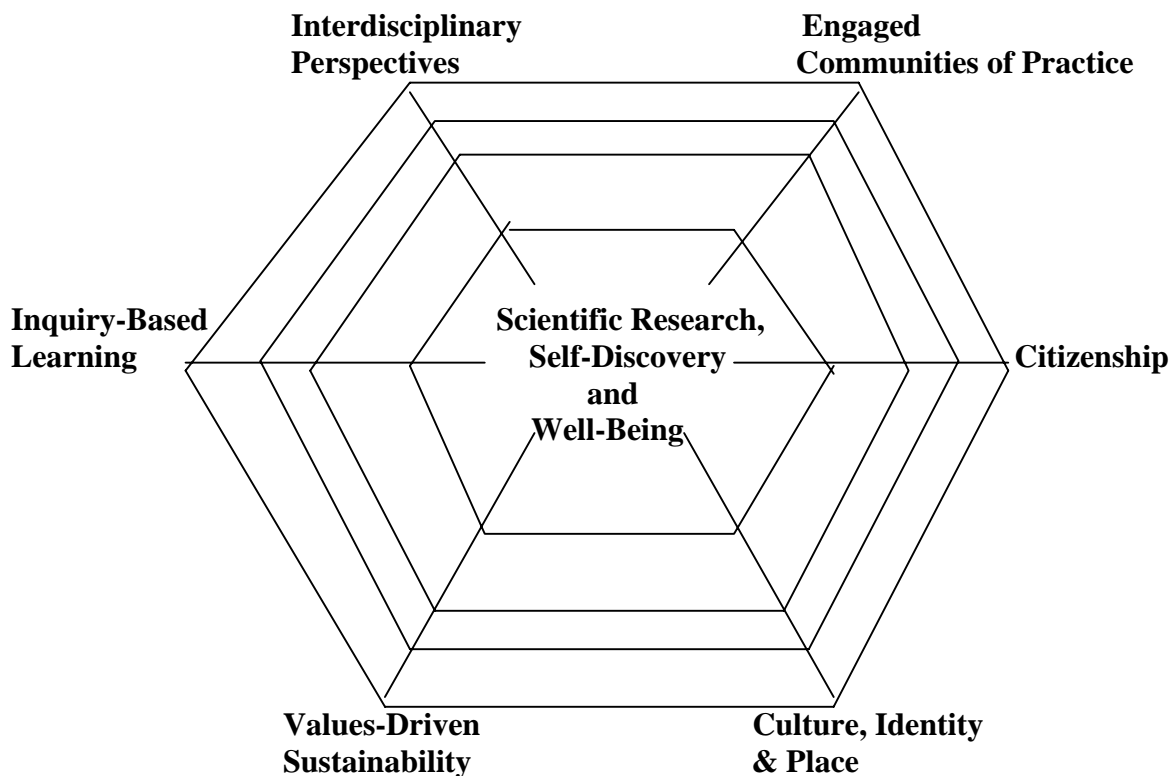 Interdisciplinary
Perspectives
Engaged
Communities of Practice
Inquiry-Based
Learning
Scientific Research,
Self-Discovery
and
Well-Being
Citizenship
Values-Driven
Sustainability
Culture, Identity
& Place